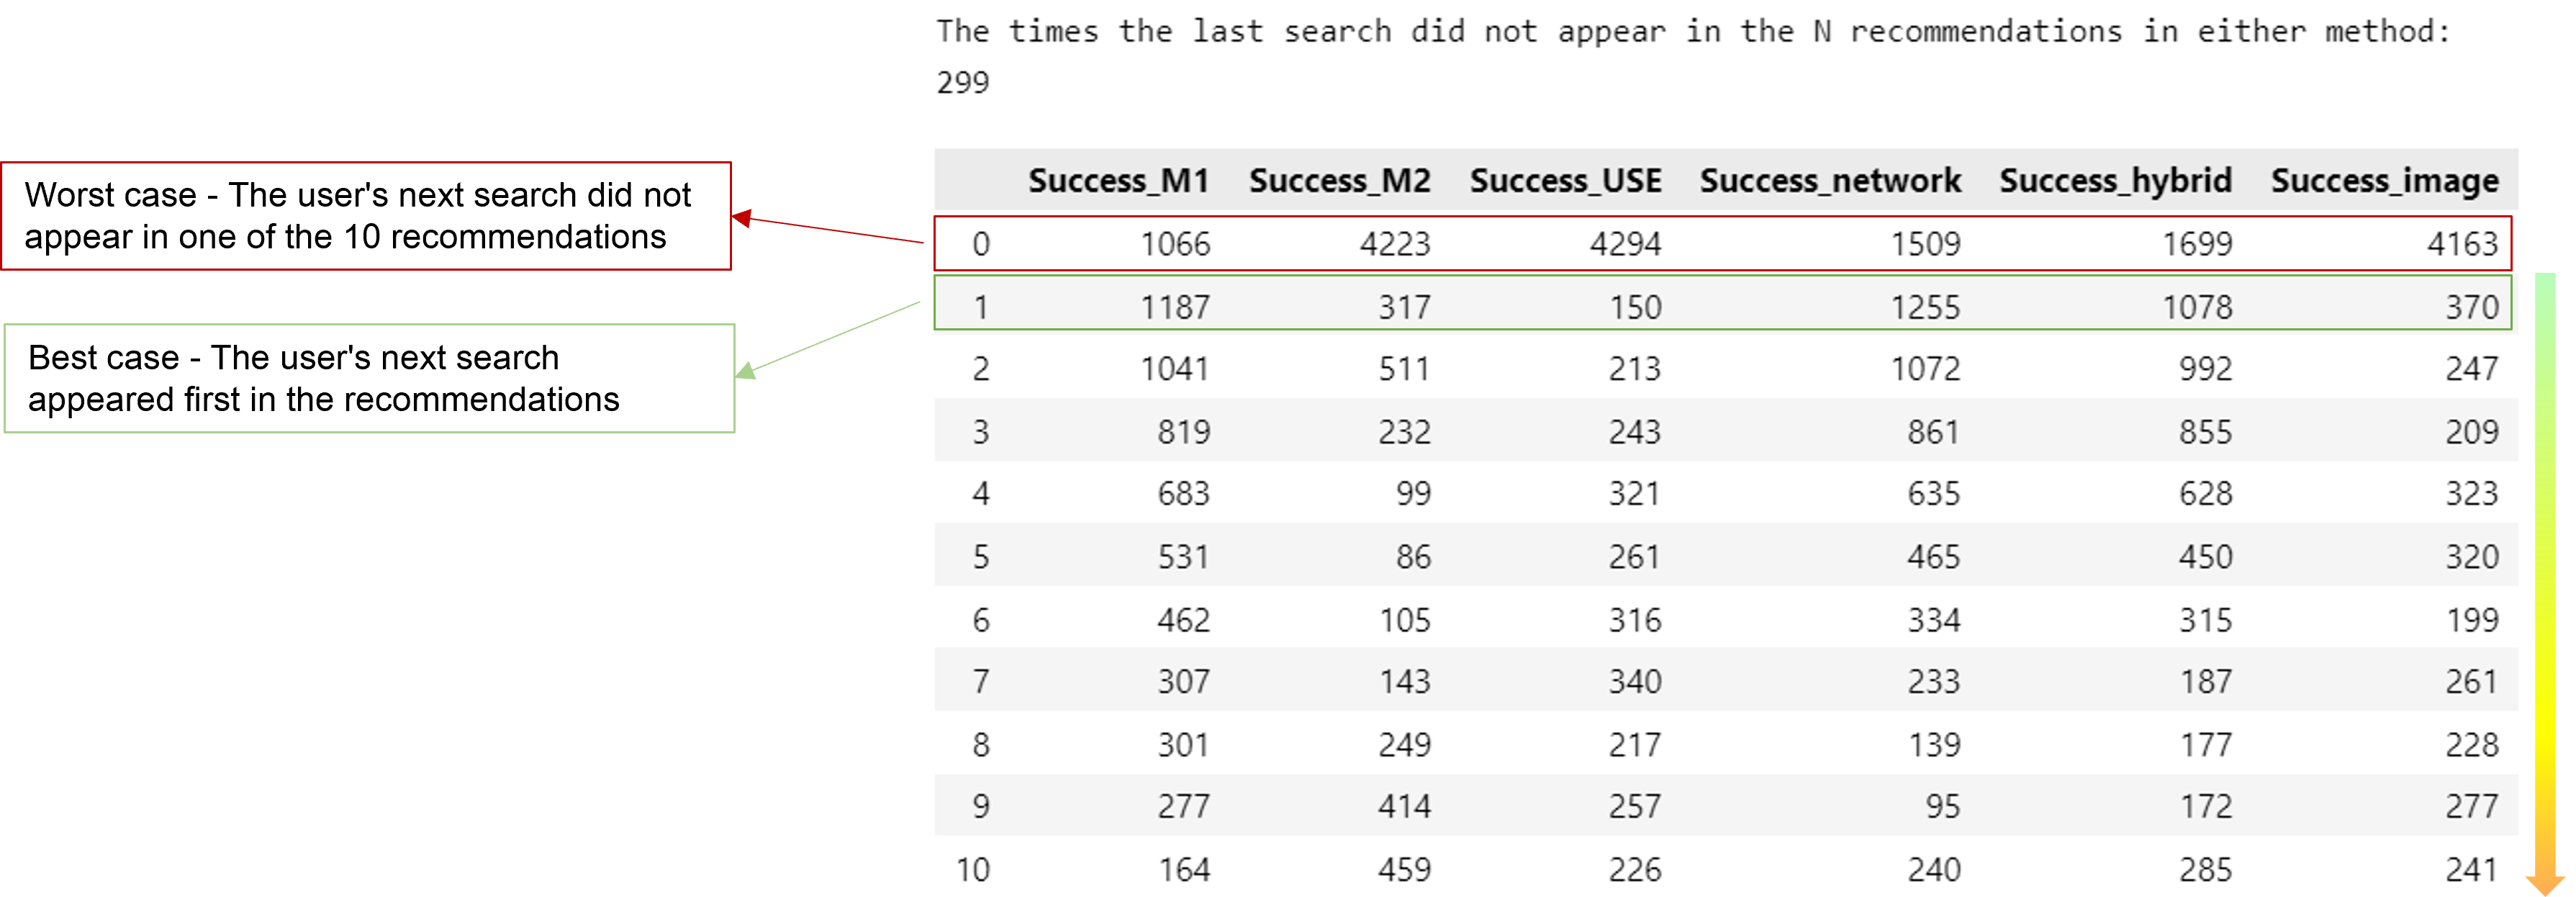 The times the last search did not appear in the N recommendations in either method:
299
Success_M1 Success_M2 Success_USE Success_network Success_hybrid Success_image
Worst case - The user's next search did not
appear in one of the 10 recommendations
0 1066 4223 4294 1509 1699 4163
1 1187 317 150 1255 1078 370
Best case - The user's next search
appeared first in the recommendations
2 1041 511 213 1072 992 247
3 819 232 243 861 855 209
4 683 99 321 635 628 323
5 531 86 261 465 450 320
6 462 105 316 334 315 199
7 307 143 340 233 187 261
8 301 249 217 139 177 228
9 277 414 257 95 172 277
10 164 459 226 240 285 241